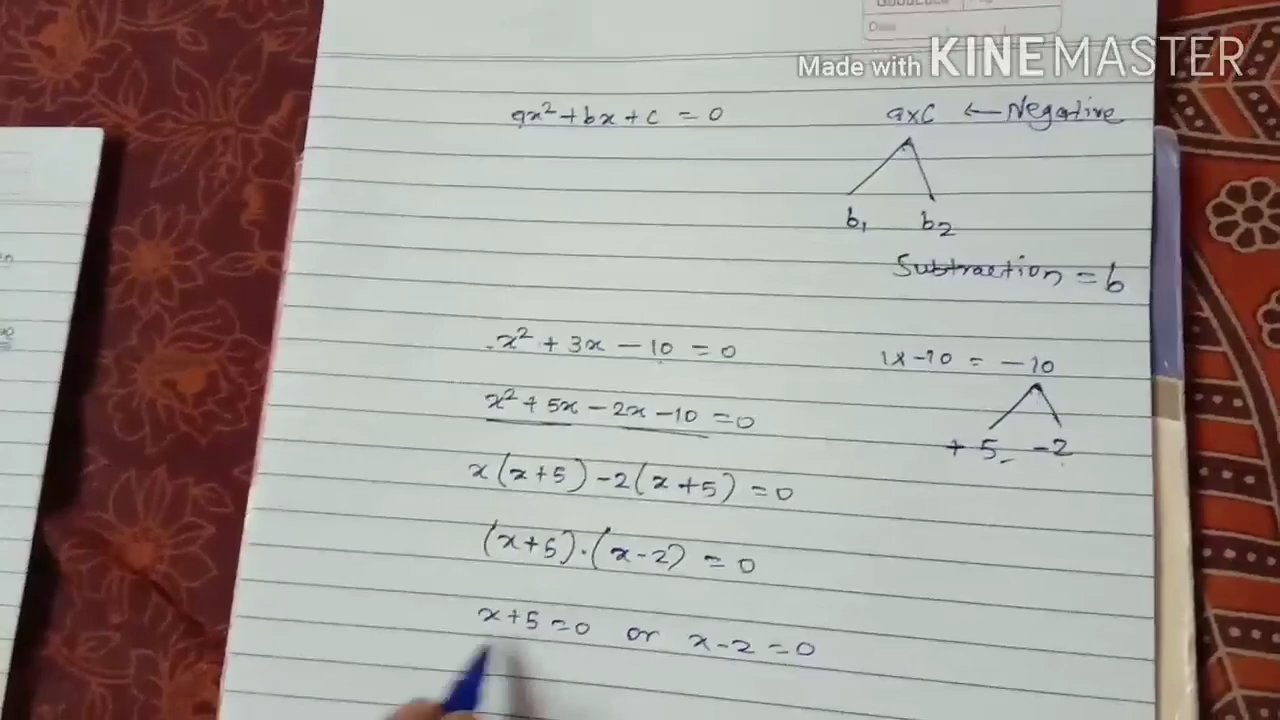 Made with KINEMASTER
ax² + bx + c = 0
a×c ← Negative
b₁ b₂
Subtraction = b
x² + 3x - 10 = 0
1x-10 = -10
x² + 5x - 2x - 10 = 0
+5 -2
x(x+5) -2(x+5) = 0
(x+5)·(x-2) = 0
x+5=0 or x-2=0